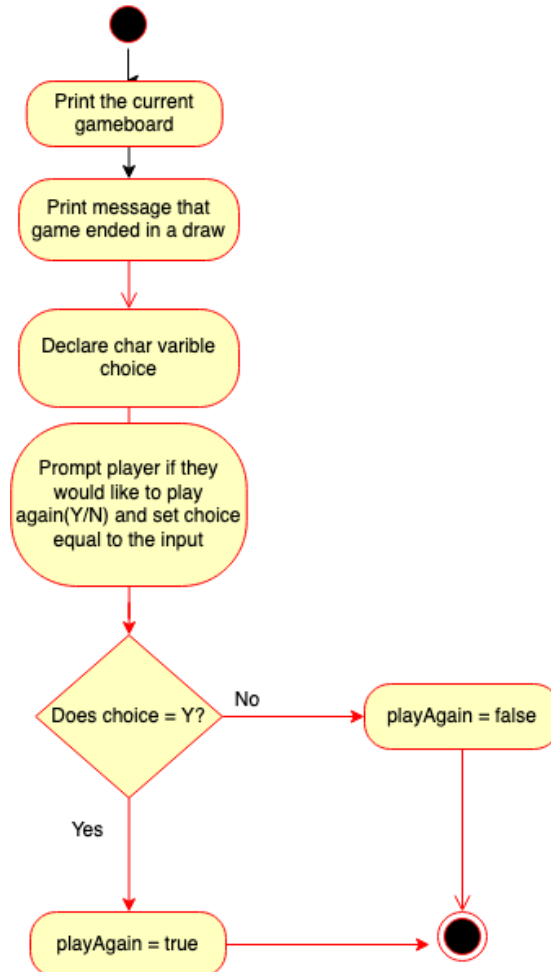 Print the current
gameboard
Print message that
game ended in a draw
Declare char varible
choice
Prompt player if they
would like to play
again(Y/N) and set choice
equal to the input
Does choice = Y?
No
playAgain = false
Yes
playAgain = true